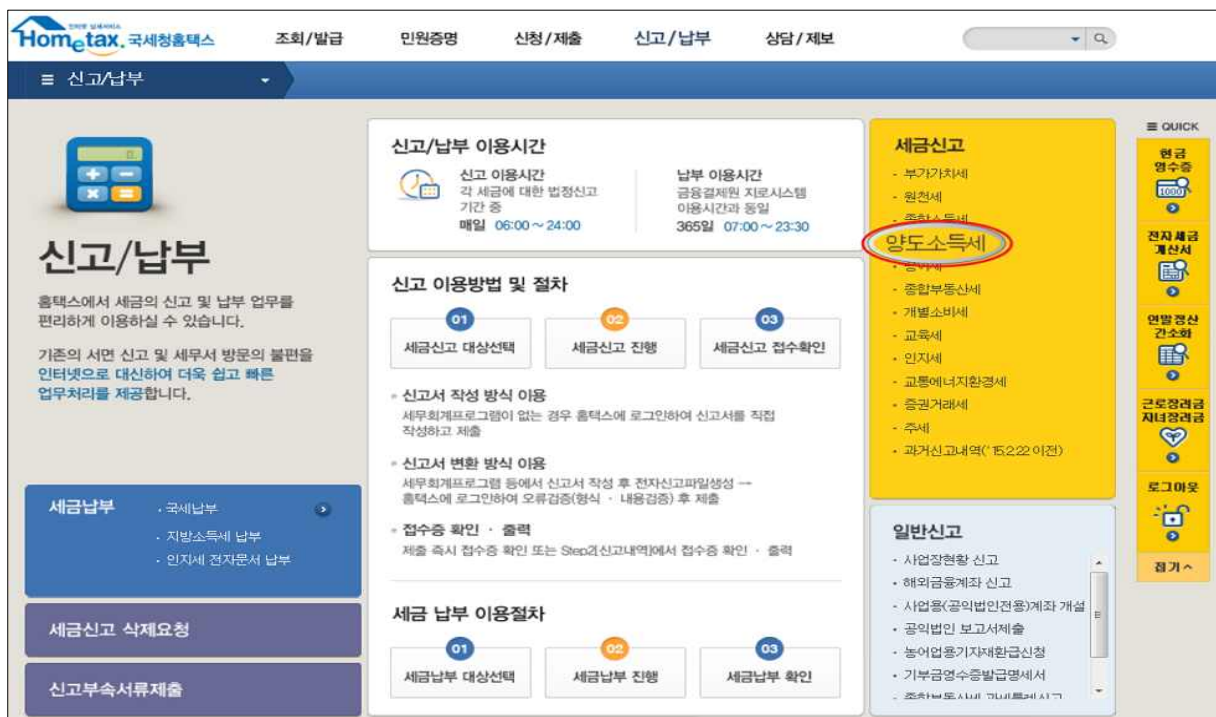 인터넷 납세서비스
Hometax. 국세청홈택스
조회/발급
민원증명
신청/제출
신고/납부
상담/제보
≡ 신고/납부
신고/납부
홈택스에서 세금의 신고 및 납부 업무를
편리하게 이용하실 수 있습니다.
기존의 서면 신고 및 세무서 방문의 불편을
인터넷으로 대신하여 더욱 쉽고 빠른
업무처리를 제공합니다.
세금납부
· 국세납부
· 지방소득세 납부
· 인지세 전자문서 납부
세금신고 삭제요청
신고부속서류제출
신고/납부 이용시간
신고 이용시간
각 세금에 대한 법정신고
기간 중
매일 06:00 ~ 24:00
납부 이용시간
금융결제원 지로시스템
이용시간과 동일
365일 07:00 ~ 23:30
신고 이용방법 및 절차
01
세금신고 대상선택
02
세금신고 진행
03
세금신고 접수확인
신고서 작성 방식 이용
세무회계프로그램이 없는 경우 홈택스에 로그인하여 신고서를 직접
작성하고 제출
신고서 변환 방식 이용
세무회계프로그램 등에서 신고서 작성 후 전자신고파일생성 →
홈택스에 로그인하여 오류검증(형식 · 내용검증) 후 제출
접수증 확인 · 출력
제출 즉시 접수증 확인 또는 Step2(신고내역)에서 접수증 확인 · 출력
세금 납부 이용절차
01
세금납부 대상선택
02
세금납부 진행
03
세금납부 확인
세금신고
- 부가가치세
- 원천세
- 종합소득세
양도소득세
- 종합부동산세
- 개별소비세
- 교육세
- 인지세
- 교통에너지환경세
- 증권거래세
- 주세
- 과거신고내역('15.2.22 이전)
일반신고
· 사업장현황 신고
· 해외금융계좌 신고
· 사업용(공익법인전용)계좌 개설
· 공익법인 보고서제출
· 농어업용기자재환급신청
· 기부금영수증발급명세서
· 종합부동산세 과세특례신고
≡ QUICK
현금
영수증
1000
전자세금
계산서
연말정산
간소화
근로장려금
자녀장려금
로그아웃
접기 ^